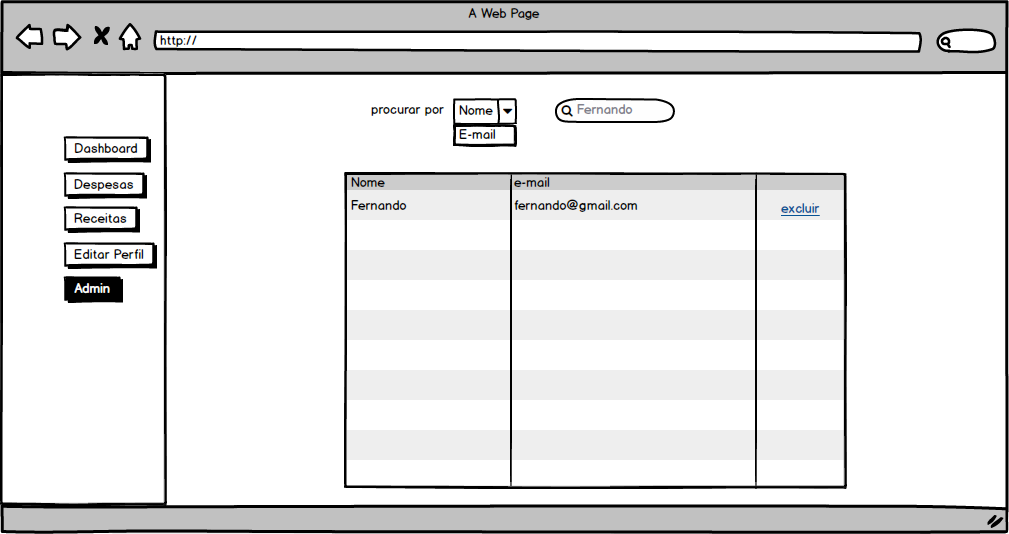 A Web Page
http://
procurar por Nome Fernando
E-mail
Dashboard
Despesas
Receitas
Editar Perfil
Admin
Nome e-mail
Fernando fernando@gmail.com excluir